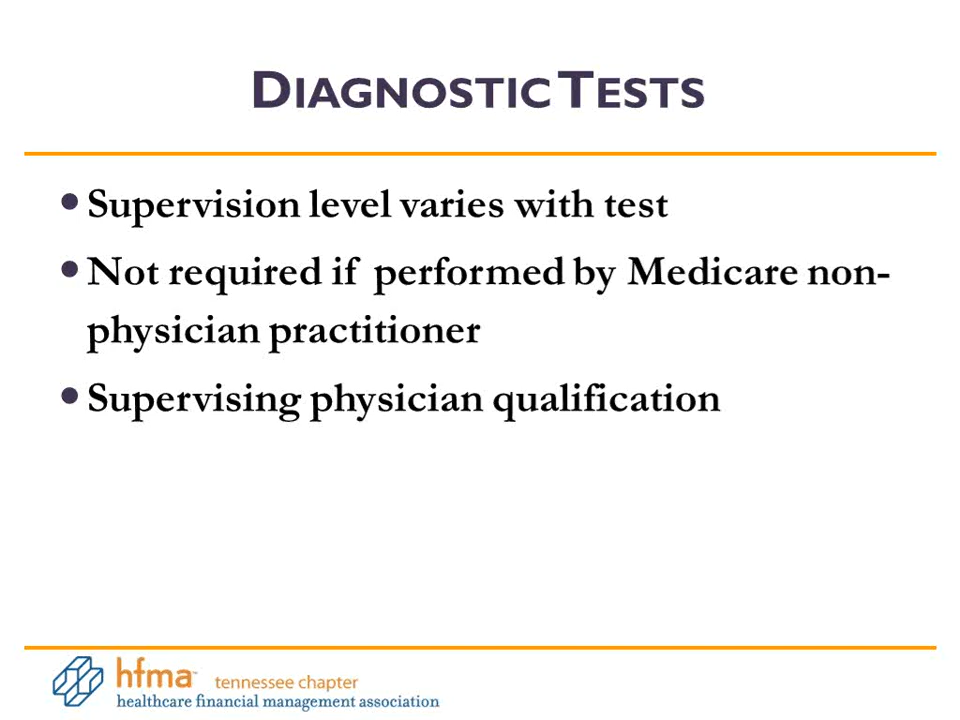 DIAGNOSTIC TESTS
• Supervision level varies with test
• Not required if performed by Medicare non-
physician practitioner
• Supervising physician qualification
hfma™ tennessee chapter
healthcare financial management association